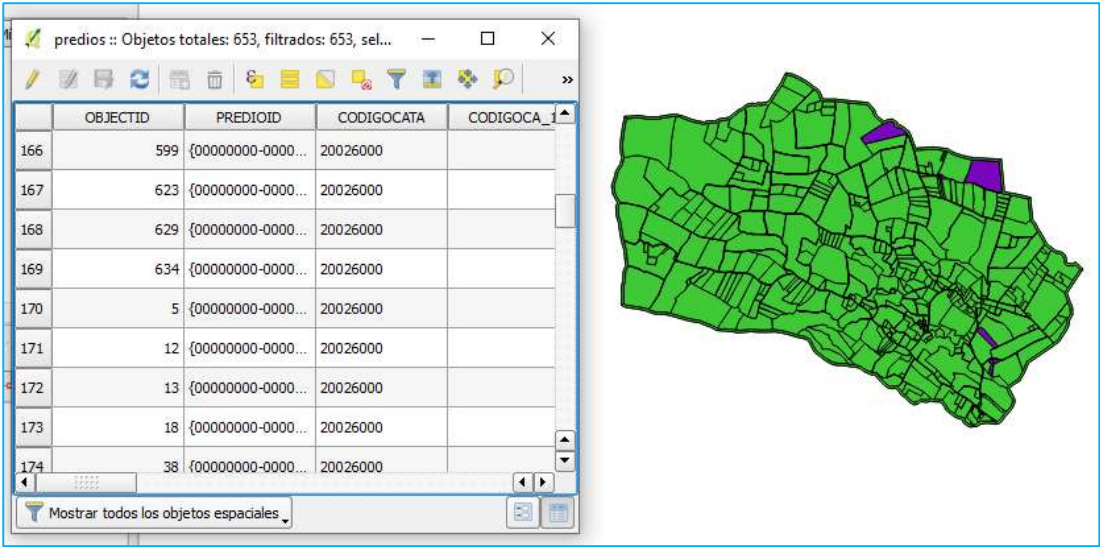 predios :: Objetos totales: 653, filtrados: 653, sel...
»
OBJECTID PREDIOID CODIGOCATA CODIGOCA_1
166 599 {00000000-0000... 20026000
167 623 {00000000-0000... 20026000
168 629 {00000000-0000... 20026000
169 634 {00000000-0000... 20026000
170 5 {00000000-0000... 20026000
171 12 {00000000-0000... 20026000
172 13 {00000000-0000... 20026000
173 18 {00000000-0000... 20026000
174 38 {00000000-0000... 20026000
Mostrar todos los objetos espaciales